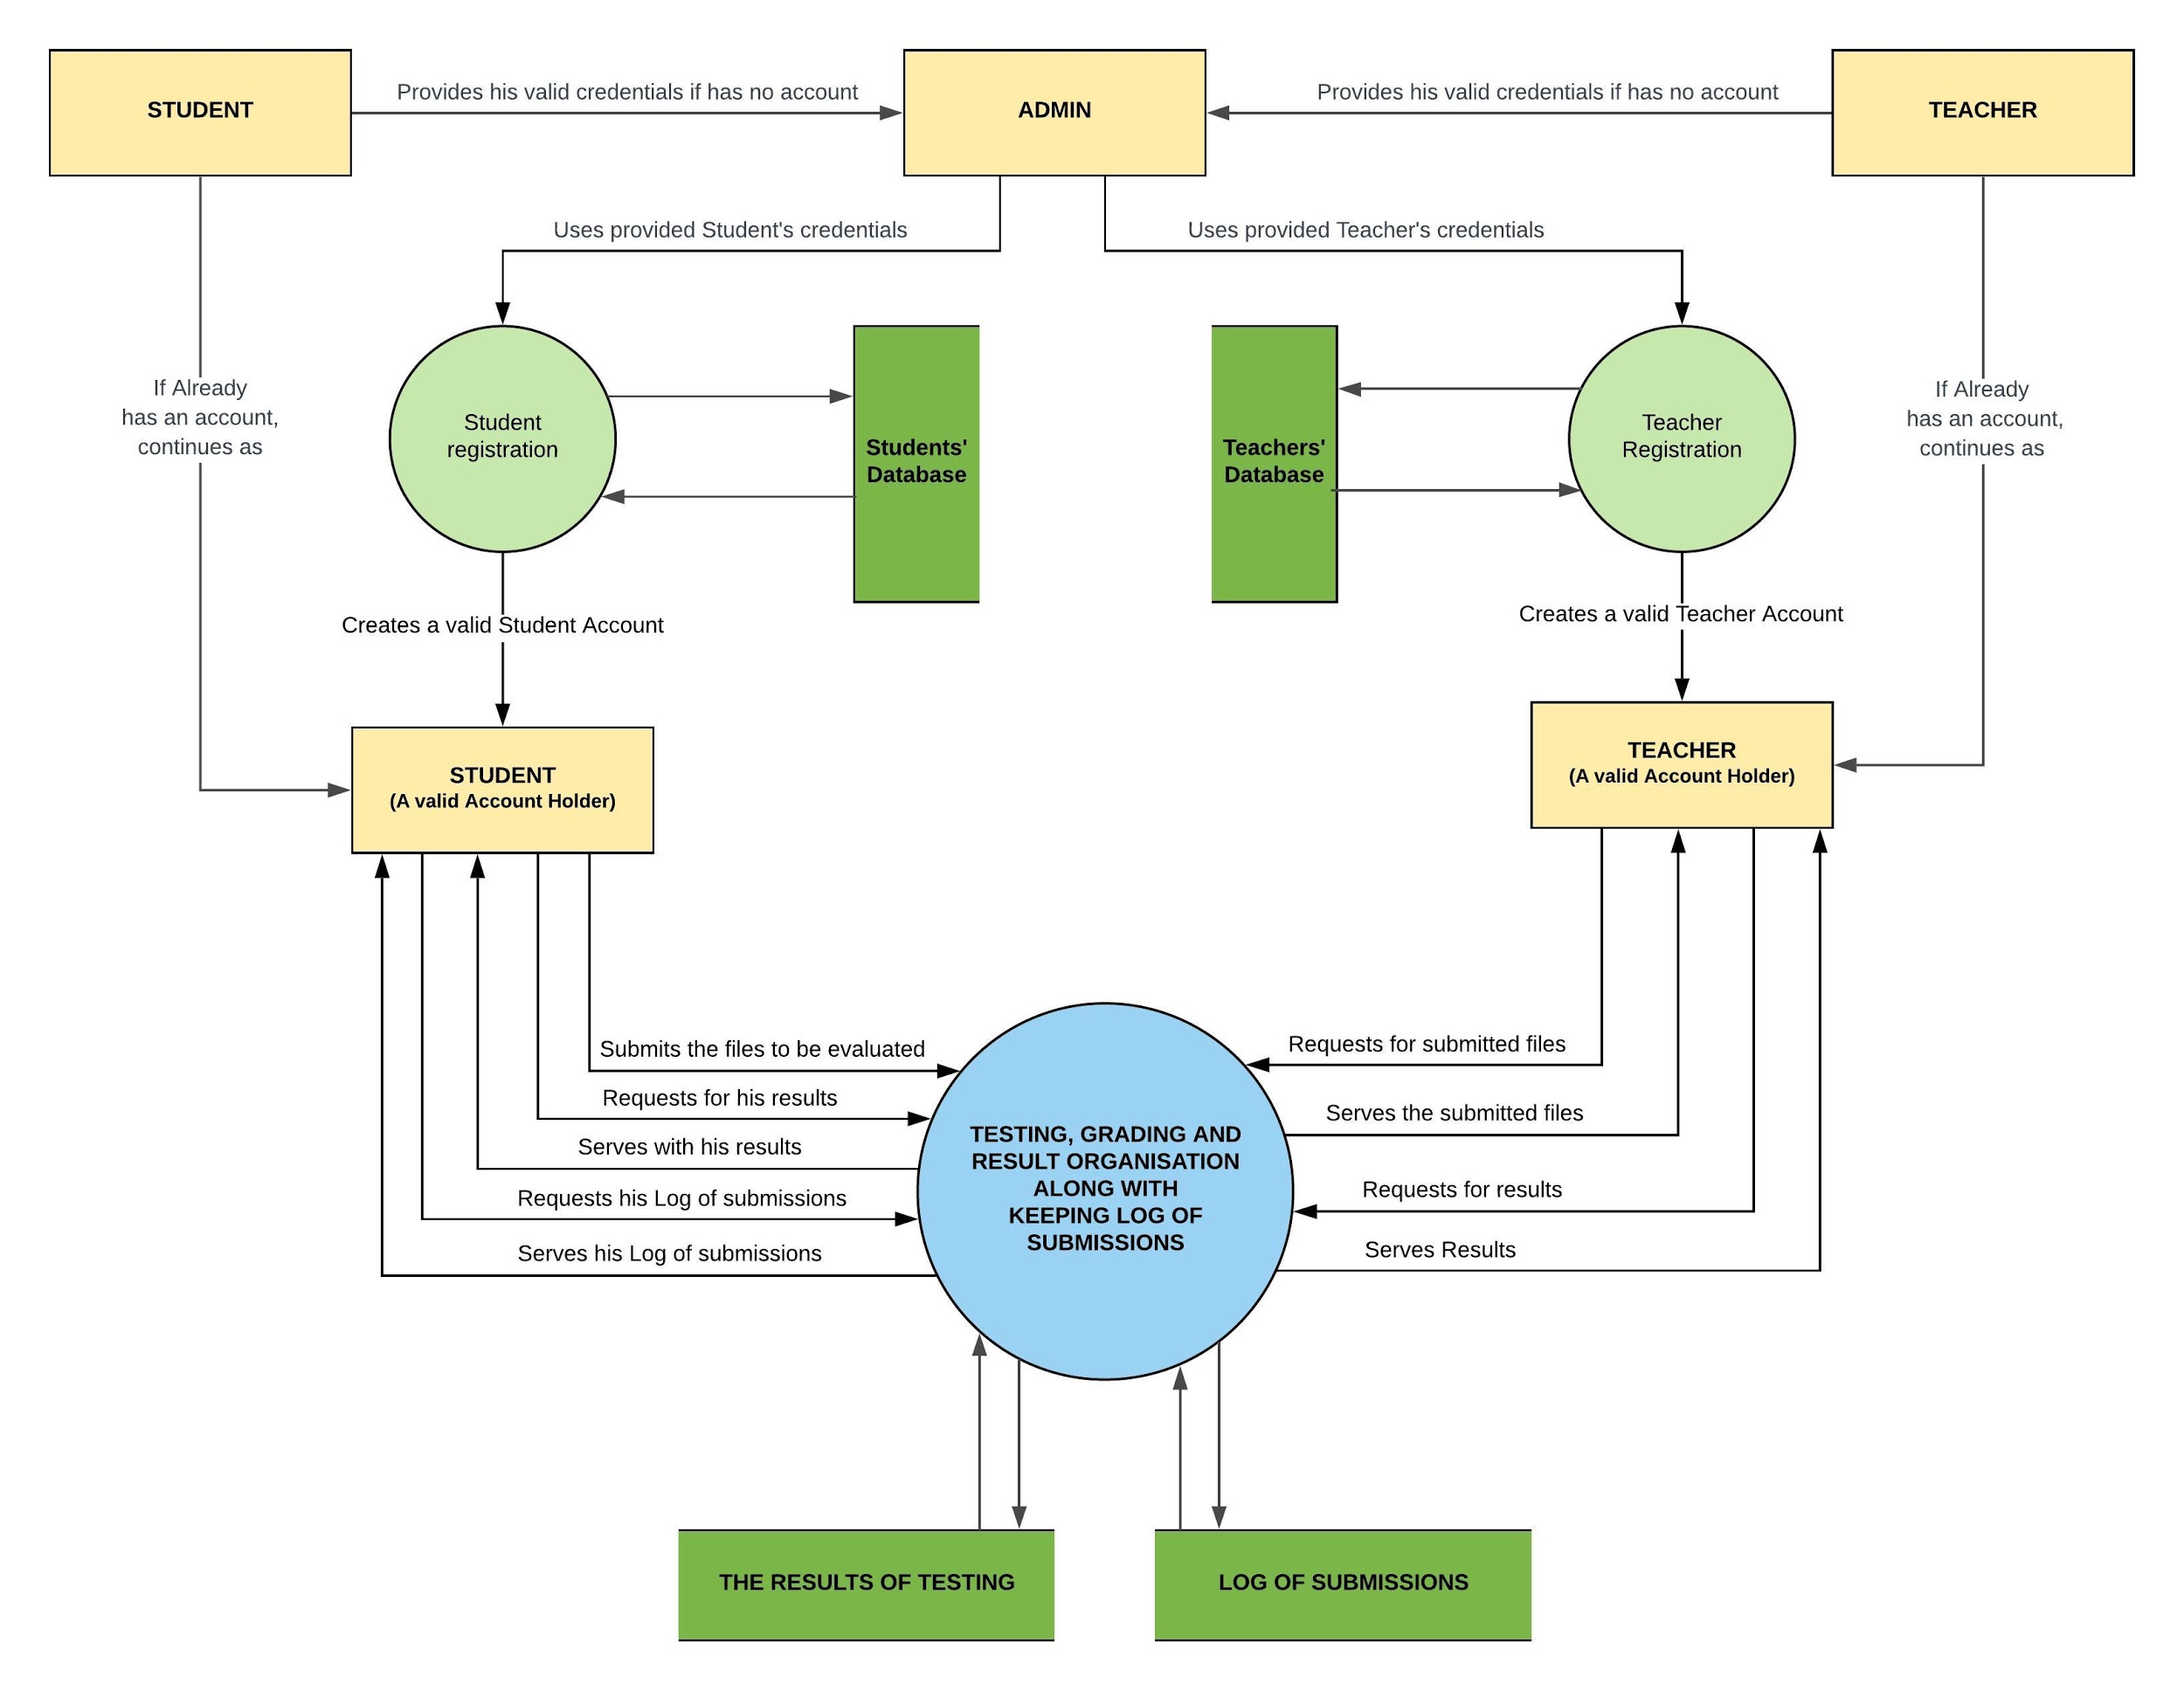 STUDENT
Provides his valid credentials if has no account
ADMIN
Provides his valid credentials if has no account
TEACHER
Uses provided Student's credentials
Uses provided Teacher's credentials
If Already
has an account,
continues as
Student
registration
Students'
Database
Teachers'
Database
Teacher
Registration
If Already
has an account,
continues as
Creates a valid Student Account
Creates a valid Teacher Account
STUDENT
(A valid Account Holder)
TEACHER
(A valid Account Holder)
Submits the files to be evaluated
Requests for his results
Serves with his results
Requests his Log of submissions
Serves his Log of submissions
TESTING, GRADING AND
RESULT ORGANISATION
ALONG WITH
KEEPING LOG OF
SUBMISSIONS
Requests for submitted files
Serves the submitted files
Requests for results
Serves Results
THE RESULTS OF TESTING
LOG OF SUBMISSIONS